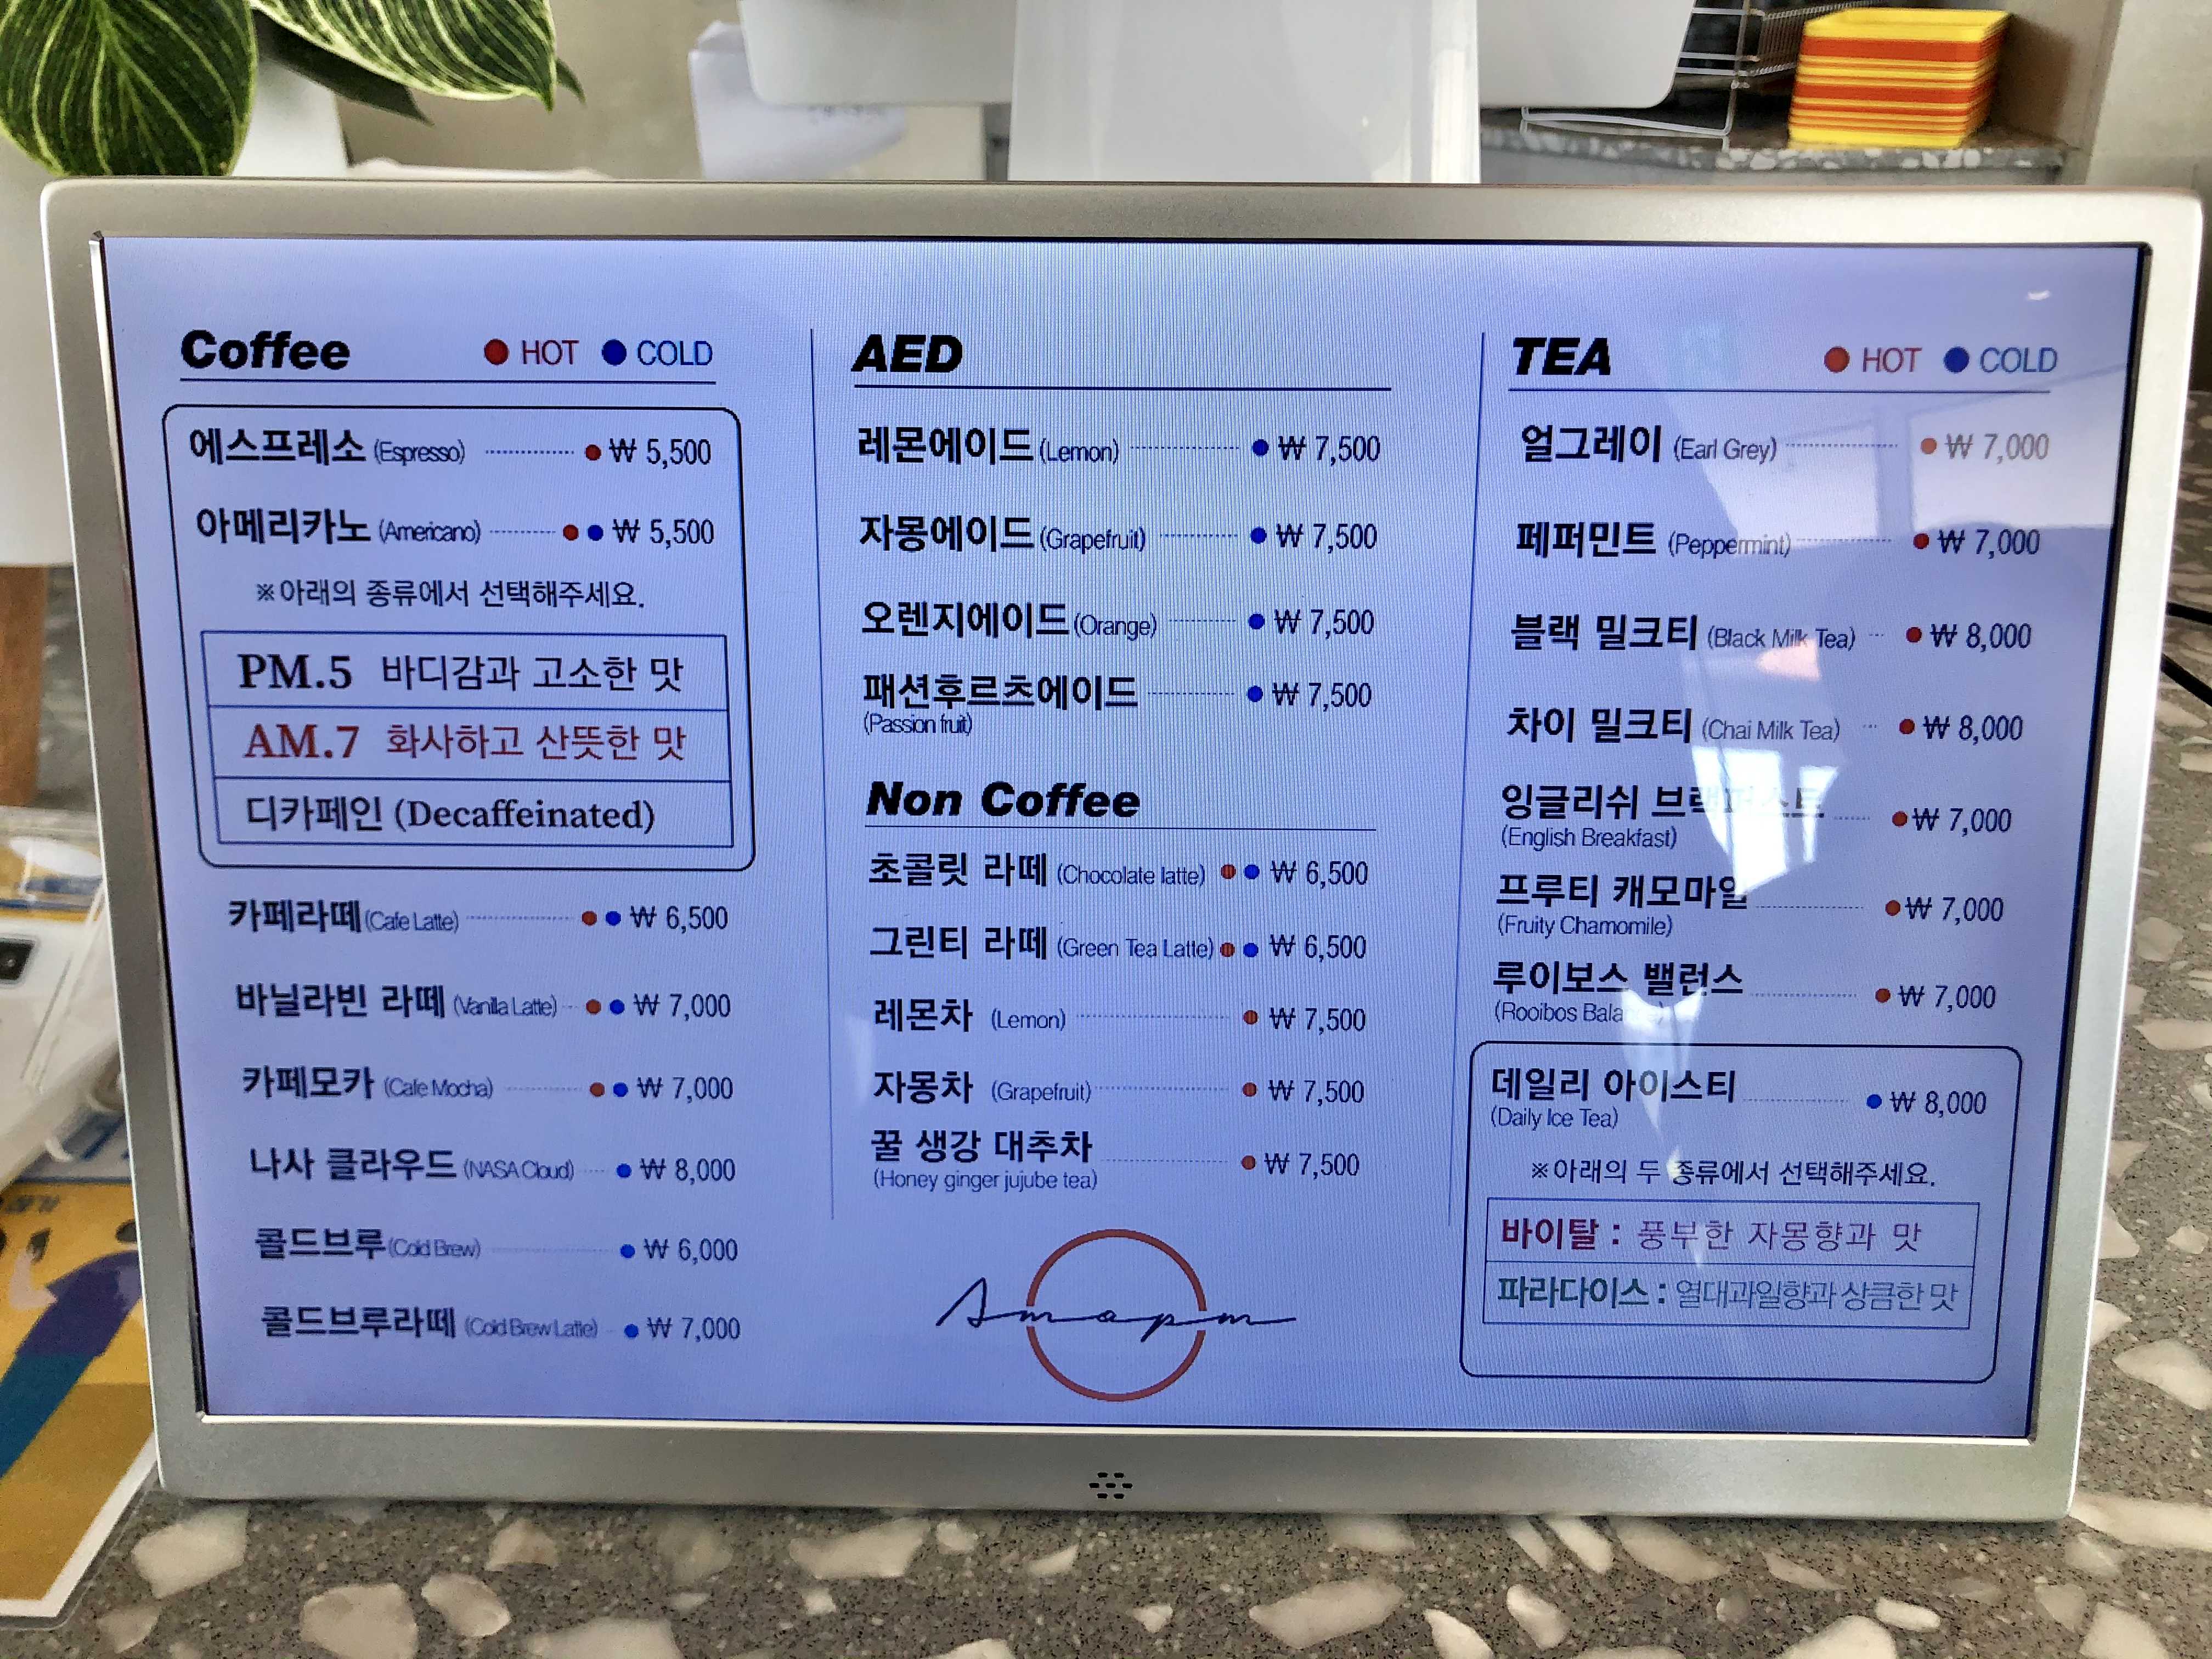 Coffee ● HOT ● COLD
에스프레소 (Espresso) ● ₩ 5,500
아메리카노 (Americano) ● ● ₩ 5,500
※아래의 종류에서 선택해주세요.
PM.5 바디감과 고소한 맛
AM.7 화사하고 산뜻한 맛
디카페인 (Decaffeinated)
카페라떼 (Cafe Latte) ● ● ₩ 6,500
바닐라빈 라떼 (Vanilla Latte) ● ● ₩ 7,000
카페모카 (Cafe Mocha) ● ● ₩ 7,000
나사 클라우드 (NASA Cloud) ● ₩ 8,000
콜드브루 (Cold Brew) ● ₩ 6,000
콜드브루라떼 (Cold Brew Latte) ● ₩ 7,000
AED
레몬에이드 (Lemon) ● ₩ 7,500
자몽에이드 (Grapefruit) ● ₩ 7,500
오렌지에이드 (Orange) ● ₩ 7,500
패션후르츠에이드 ● ₩ 7,500
(Passion fruit)
Non Coffee
초콜릿 라떼 (Chocolate latte) ● ● ₩ 6,500
그린티 라떼 (Green Tea Latte) ● ● ₩ 6,500
레몬차 (Lemon) ● ₩ 7,500
자몽차 (Grapefruit) ● ₩ 7,500
꿀 생강 대추차 ● ₩ 7,500
(Honey ginger jujube tea)
Amapm
TEA ● HOT ● COLD
얼그레이 (Earl Grey) ● ₩ 7,000
페퍼민트 (Peppermint) ● ₩ 7,000
블랙 밀크티 (Black Milk Tea) ● ₩ 8,000
차이 밀크티 (Chai Milk Tea) ● ₩ 8,000
잉글리쉬 브랙퍼스트 ● ₩ 7,000
(English Breakfast)
프루티 캐모마일 ● ₩ 7,000
(Fruity Chamomile)
루이보스 밸런스 ● ₩ 7,000
(Rooibos Balance)
데일리 아이스티 ● ₩ 8,000
(Daily Ice Tea)
※아래의 두 종류에서 선택해주세요.
바이탈 : 풍부한 자몽향과 맛
파라다이스 : 열대과일향과 상큼한 맛